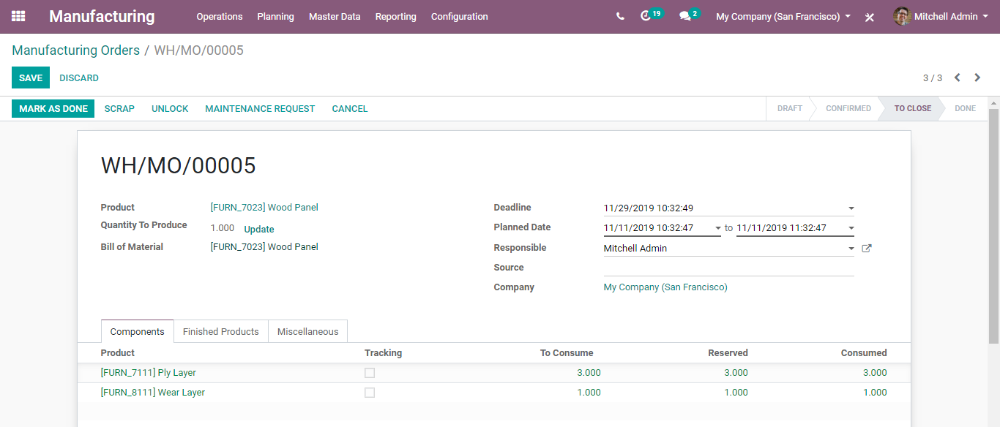 Manufacturing Operations Planning Master Data Reporting Configuration 19 2 My Company (San Francisco) Mitchell Admin
Manufacturing Orders / WH/MO/00005
SAVE DISCARD 3 / 3
MARK AS DONE SCRAP UNLOCK MAINTENANCE REQUEST CANCEL DRAFT CONFIRMED TO CLOSE DONE
WH/MO/00005
Product [FURN_7023] Wood Panel Deadline 11/29/2019 10:32:49
Quantity To Produce 1.000 Update Planned Date 11/11/2019 10:32:47 to 11/11/2019 11:32:47
Bill of Material [FURN_7023] Wood Panel Responsible Mitchell Admin
Source
Company My Company (San Francisco)
Components Finished Products Miscellaneous
Product Tracking To Consume Reserved Consumed
[FURN_7111] Ply Layer 3.000 3.000 3.000
[FURN_8111] Wear Layer 1.000 1.000 1.000